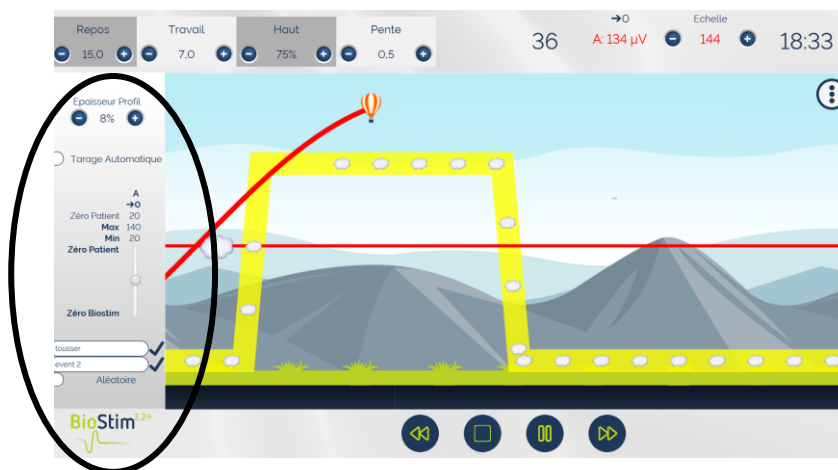 Repos
Travail
Haut
Pente
15,0
7,0
75%
0,5
36
→0
A: 134 µV
Echelle
144
18:33
Epaisseur Profil
8%
Tarage Automatique
A
→0
Zéro Patient 20
Max 140
Min 20
Zéro Patient
Zéro Biostim
tousser
event 2
Aléatoire
BioStim 7.2+